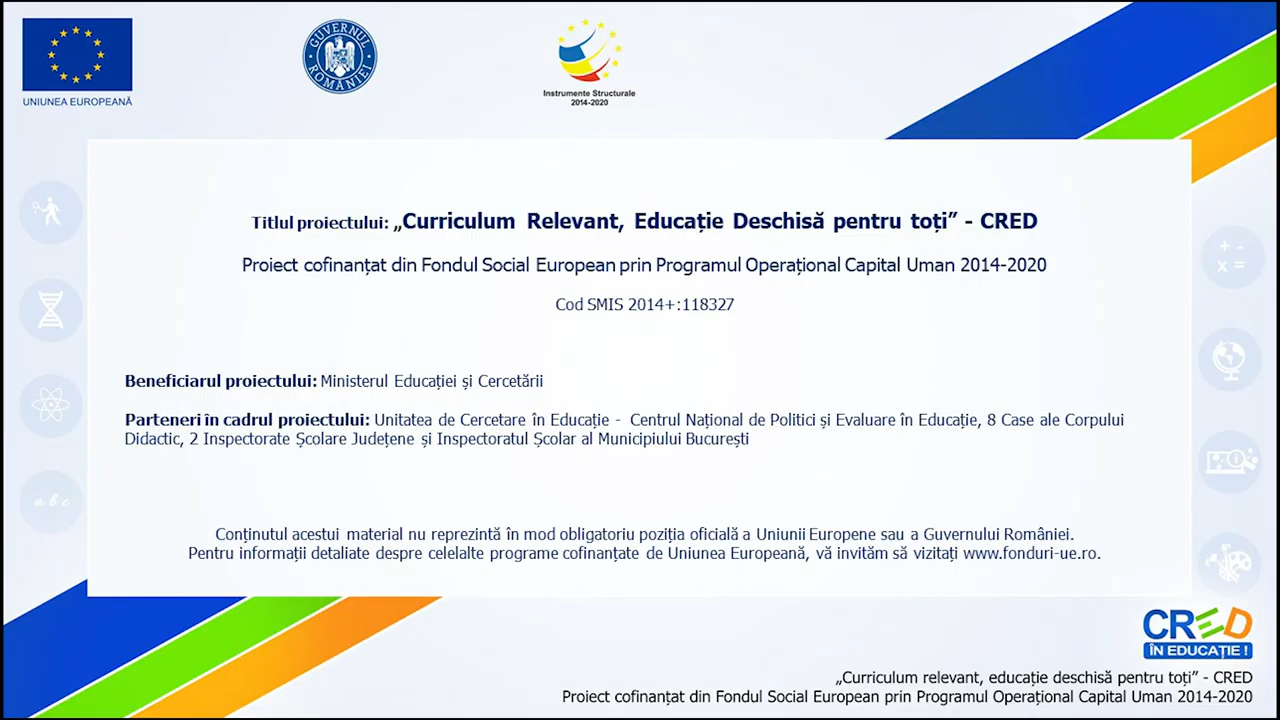 UNIUNEA EUROPEANĂ
GUVERNUL ROMÂNIEI
Instrumente Structurale
2014-2020
Titlul proiectului: „Curriculum Relevant, Educație Deschisă pentru toți” - CRED
Proiect cofinanțat din Fondul Social European prin Programul Operațional Capital Uman 2014-2020
Cod SMIS 2014+:118327
Beneficiarul proiectului: Ministerul Educației și Cercetării
Parteneri în cadrul proiectului: Unitatea de Cercetare în Educație - Centrul Național de Politici și Evaluare în Educație, 8 Case ale Corpului
Didactic, 2 Inspectorate Școlare Județene și Inspectoratul Școlar al Municipiului București
Conținutul acestui material nu reprezintă în mod obligatoriu poziția oficială a Uniunii Europene sau a Guvernului României.
Pentru informații detaliate despre celelalte programe cofinanțate de Uniunea Europeană, vă invităm să vizitați www.fonduri-ue.ro.
+ -
x =
a b c
CRED
ÎN EDUCAȚIE !
„Curriculum relevant, educație deschisă pentru toți” - CRED
Proiect cofinanțat din Fondul Social European prin Programul Operațional Capital Uman 2014-2020